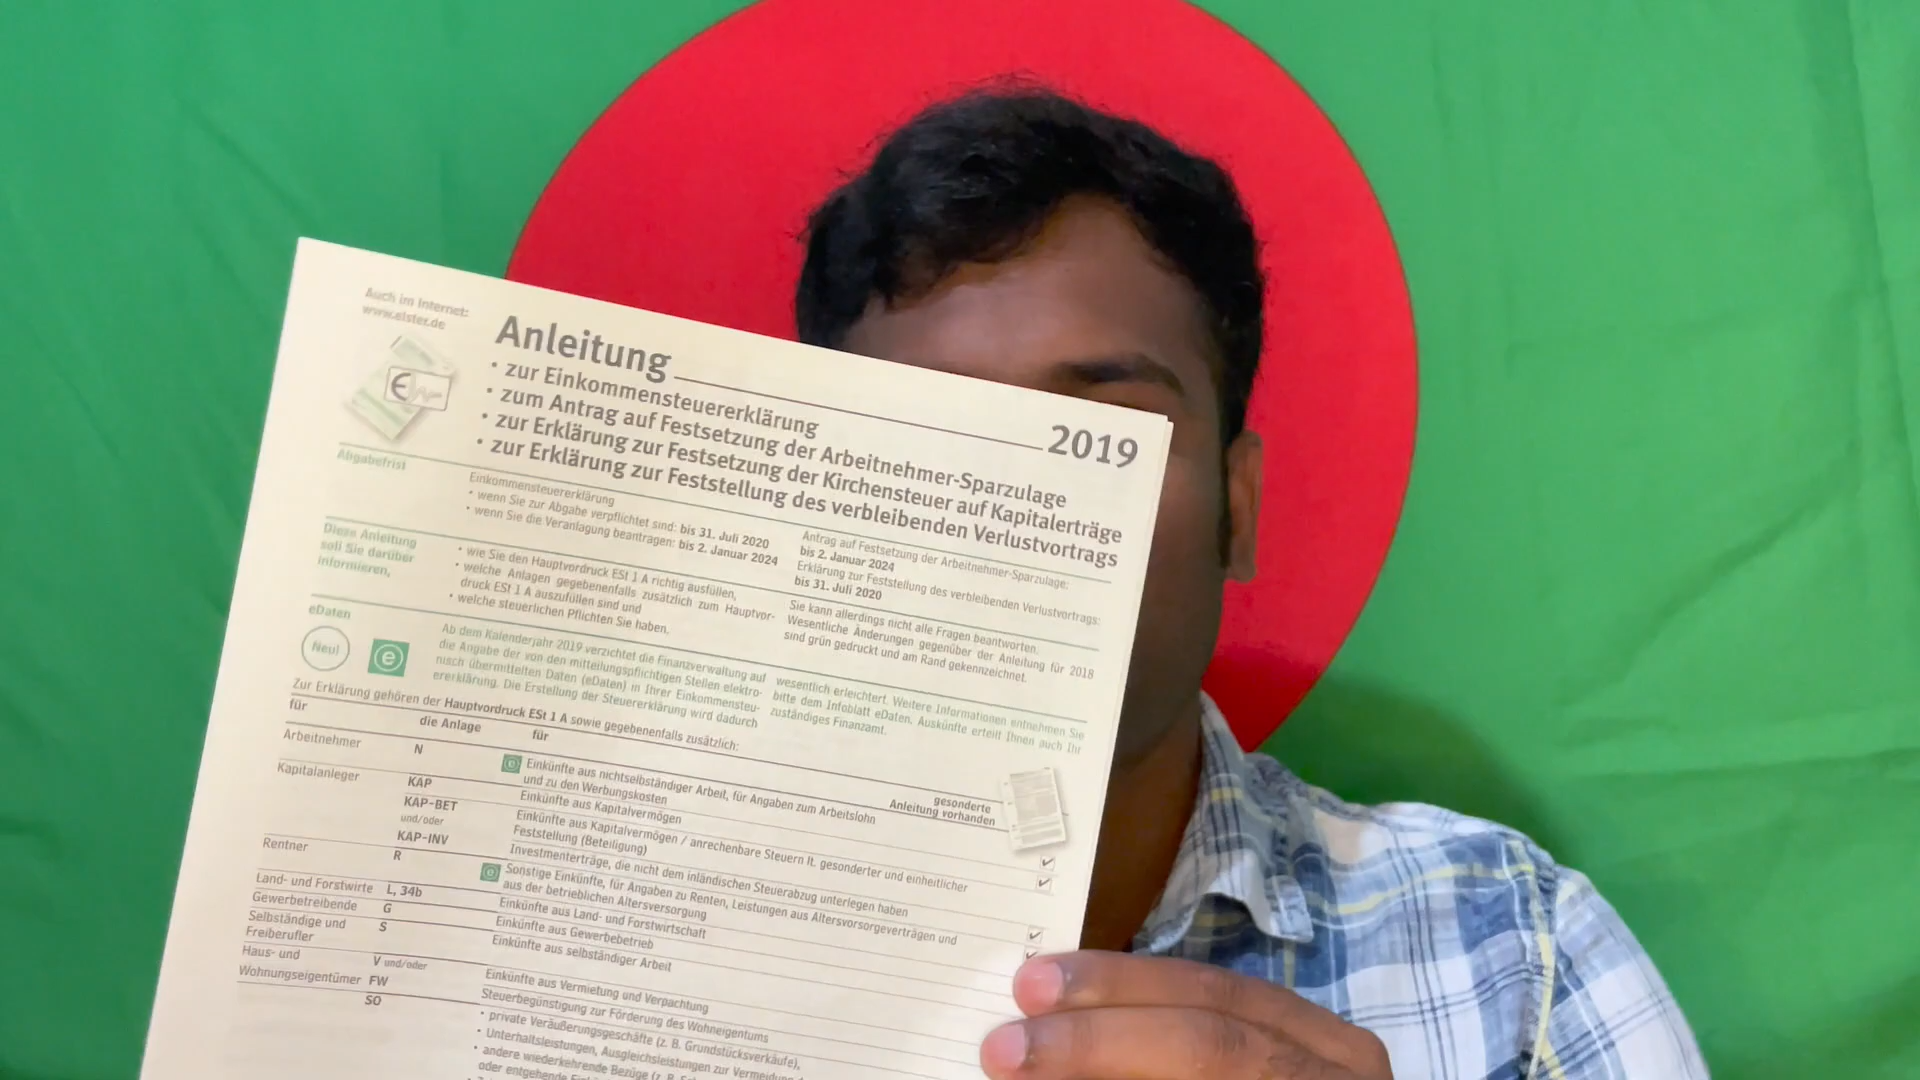 Auch im Internet:
www.elster.de
Anleitung
2019
• zur Einkommensteuererklärung
• zum Antrag auf Festsetzung der Arbeitnehmer-Sparzulage
• zur Erklärung zur Festsetzung der Kirchensteuer auf Kapitalerträge
• zur Erklärung zur Feststellung des verbleibenden Verlustvortrags
Abgabefrist
Einkommensteuererklärung
• wenn Sie zur Abgabe verpflichtet sind: bis 31. Juli 2020
• wenn Sie die Veranlagung beantragen: bis 2. Januar 2024
Antrag auf Festsetzung der Arbeitnehmer-Sparzulage:
bis 2. Januar 2024
Erklärung zur Feststellung des verbleibenden Verlustvortrags:
bis 31. Juli 2020
Diese Anleitung
soll Sie darüber
informieren,
• wie Sie den Hauptvordruck ESt 1 A richtig ausfüllen,
• welche Anlagen gegebenenfalls zusätzlich zum Hauptvor-
druck ESt 1 A auszufüllen sind und
• welche steuerlichen Pflichten Sie haben.
Sie kann allerdings nicht alle Fragen beantworten.
Wesentliche Änderungen gegenüber der Anleitung für 2018
sind grün gedruckt und am Rand gekennzeichnet.
eDaten
Neu!
e
Ab dem Kalenderjahr 2019 verzichtet die Finanzverwaltung auf
die Angabe der von den mitteilungspflichtigen Stellen elektro-
nisch übermittelten Daten (eDaten) in Ihrer Einkommensteu-
ererklärung. Die Erstellung der Steuererklärung wird dadurch
wesentlich erleichtert. Weitere Informationen entnehmen Sie
bitte dem Infoblatt eDaten. Auskünfte erteilt Ihnen auch Ihr
zuständiges Finanzamt.
Zur Erklärung gehören der Hauptvordruck ESt 1 A sowie gegebenenfalls zusätzlich:
für die Anlage für gesonderte
Anleitung vorhanden
Arbeitnehmer N e Einkünfte aus nichtselbständiger Arbeit, für Angaben zum Arbeitslohn
und zu den Werbungskosten
Kapitalanleger KAP Einkünfte aus Kapitalvermögen
KAP-BET Einkünfte aus Kapitalvermögen / anrechenbare Steuern lt. gesonderter und einheitlicher
und/oder Feststellung (Beteiligung)
KAP-INV Investmenterträge, die nicht dem inländischen Steuerabzug unterlegen haben
Rentner R e Sonstige Einkünfte, für Angaben zu Renten, Leistungen aus Altersvorsorgeverträgen und
aus der betrieblichen Altersversorgung
Land- und Forstwirte L, 34b Einkünfte aus Land- und Forstwirtschaft
Gewerbetreibende G Einkünfte aus Gewerbebetrieb
Selbständige und S Einkünfte aus selbständiger Arbeit
Freiberufler
Haus- und V und/oder Einkünfte aus Vermietung und Verpachtung
Wohnungseigentümer FW Steuerbegünstigung zur Förderung des Wohneigentums
SO • private Veräußerungsgeschäfte (z. B. Grundstücksverkäufe),
• Unterhaltsleistungen, Ausgleichsleistungen zur Vermeidung
• andere wiederkehrende Bezüge (z. B.
oder entgehende